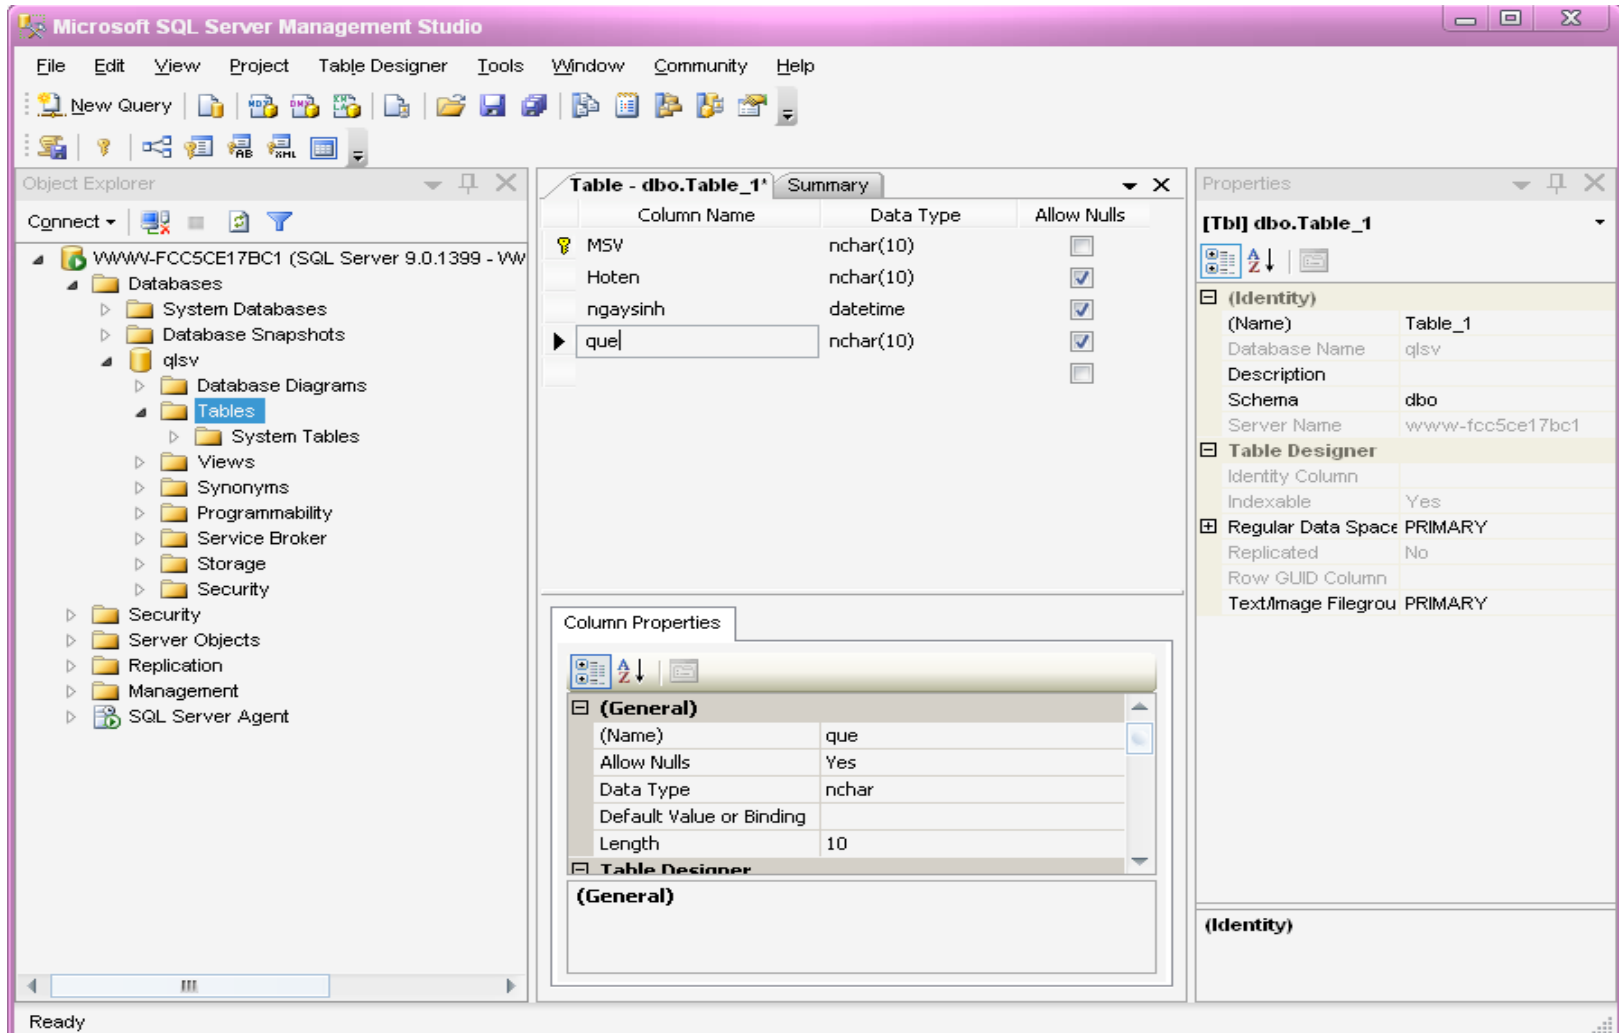 Microsoft SQL Server Management Studio
File Edit View Project Table Designer Tools Window Community Help
New Query
Object Explorer
Connect
WWW-FCC5CE17BC1 (SQL Server 9.0.1399 - WW
Databases
System Databases
Database Snapshots
qlsv
Database Diagrams
Tables
System Tables
Views
Synonyms
Programmability
Service Broker
Storage
Security
Security
Server Objects
Replication
Management
SQL Server Agent
Table - dbo.Table_1* Summary
Column Name Data Type Allow Nulls
MSV nchar(10)
Hoten nchar(10)
ngaysinh datetime
que nchar(10)
Column Properties
(General)
(Name) que
Allow Nulls Yes
Data Type nchar
Default Value or Binding
Length 10
Table Designer
(General)
Properties
[Tbl] dbo.Table_1
(Identity)
(Name) Table_1
Database Name qlsv
Description
Schema dbo
Server Name www-fcc5ce17bc1
Table Designer
Identity Column
Indexable Yes
Regular Data Space PRIMARY
Replicated No
Row GUID Column
Text/Image Filegrou PRIMARY
(Identity)
Ready